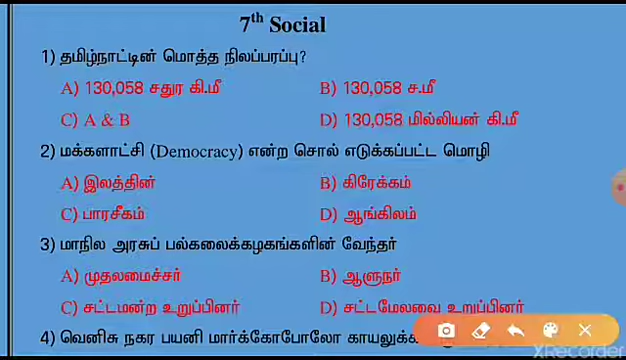 7th Social
1) தமிழ்நாட்டின் மொத்த நிலப்பரப்பு?
A) 130,058 சதுர கி.மீ B) 130,058 ச.மீ
C) A & B D) 130,058 மில்லியன் கி.மீ
2) மக்களாட்சி (Democracy) என்ற சொல் எடுக்கப்பட்ட மொழி
A) இலத்தின் B) கிரேக்கம்
C) பாரசீகம் D) ஆங்கிலம்
3) மாநில அரசுப் பல்கலைக்கழகங்களின் வேந்தர்
A) முதலமைச்சர் B) ஆளுநர்
C) சட்டமன்ற உறுப்பினர் D) சட்டமேலவை உறுப்பினர்
4) வெனிசு நகர பயனி மார்க்கோபோலோ
XRecorder